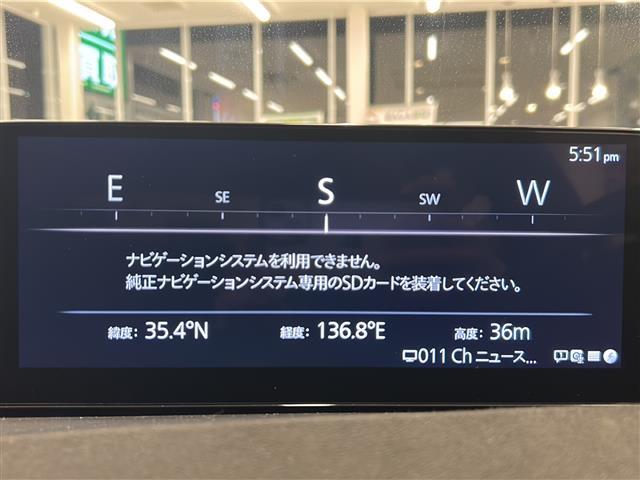 5:51 pm
E SE S SW W
ナビゲーションシステムを利用できません。
純正ナビゲーションシステム専用のSDカードを装着してください。
緯度: 35.4°N 経度: 136.8°E 高度: 36m
011 Ch ニュース...